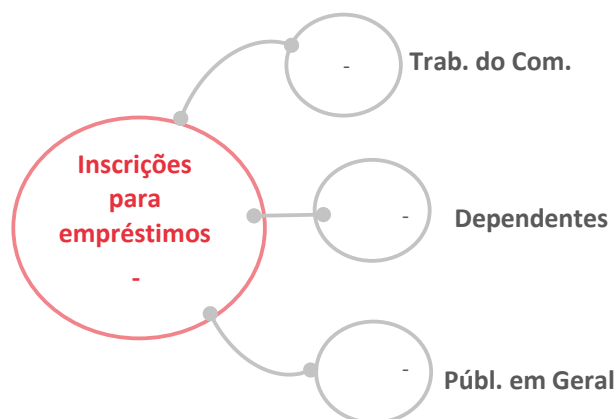 -
Trab. do Com.
Inscrições
para
empréstimos
-
-
Dependentes
-
Públ. em Geral